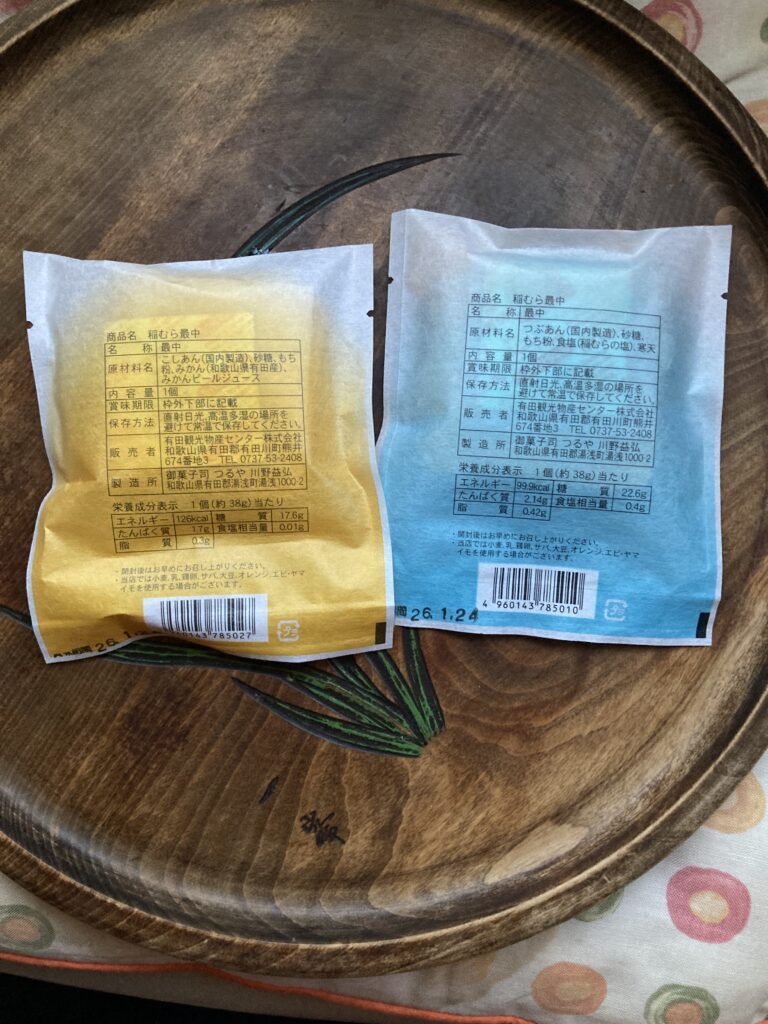 商品名 稲むら最中
名称 最中
原材料名 こしあん(国内製造)、砂糖、もち
粉、みかん(和歌山県有田産)、
みかんピールジュース
内容量 1個
賞味期限 枠外下部に記載
保存方法 直射日光、高温多湿の場所を
避けて常温で保存してください。
販売者 有田観光物産センター株式会社
和歌山県有田郡有田川町熊井
674番地3 TEL 0737-53-2408
製造所 御菓子司 つるや 川野益弘
和歌山県有田郡湯浅町湯浅1000-2
栄養成分表示 1個(約38g)当たり
エネルギー 126kcal 糖質 17.6g
たんぱく質 1.7g 食塩相当量 0.01g
脂質 0.3g
・開封後はお早めにお召し上がりください。
・当店では小麦、乳、鶏卵、サバ、大豆、オレンジ、エビ・ヤマ
イモを使用する場合がございます。
143 785027
26.1
商品名 稲むら最中
名称 最中
原材料名 つぶあん(国内製造)、砂糖、
もち粉、食塩(稲むらの塩)、寒天
内容量 1個
賞味期限 枠外下部に記載
保存方法 直射日光、高温多湿の場所を
避けて常温で保存してください。
販売者 有田観光物産センター株式会社
和歌山県有田郡有田川町熊井
674番地3 TEL 0737-53-2408
製造所 御菓子司 つるや 川野益弘
和歌山県有田郡湯浅町湯浅1000-2
栄養成分表示 1個(約38g)当たり
エネルギー 99.9kcal 糖質 22.6g
たんぱく質 2.14g 食塩相当量 0.4g
脂質 0.42g
・開封後はお早めにお召し上がりください。
・当店では小麦、乳、鶏卵、サバ、大豆、オレンジ、エビ・ヤマ
イモを使用する場合がございます。
4 960143 785010
26.1.24